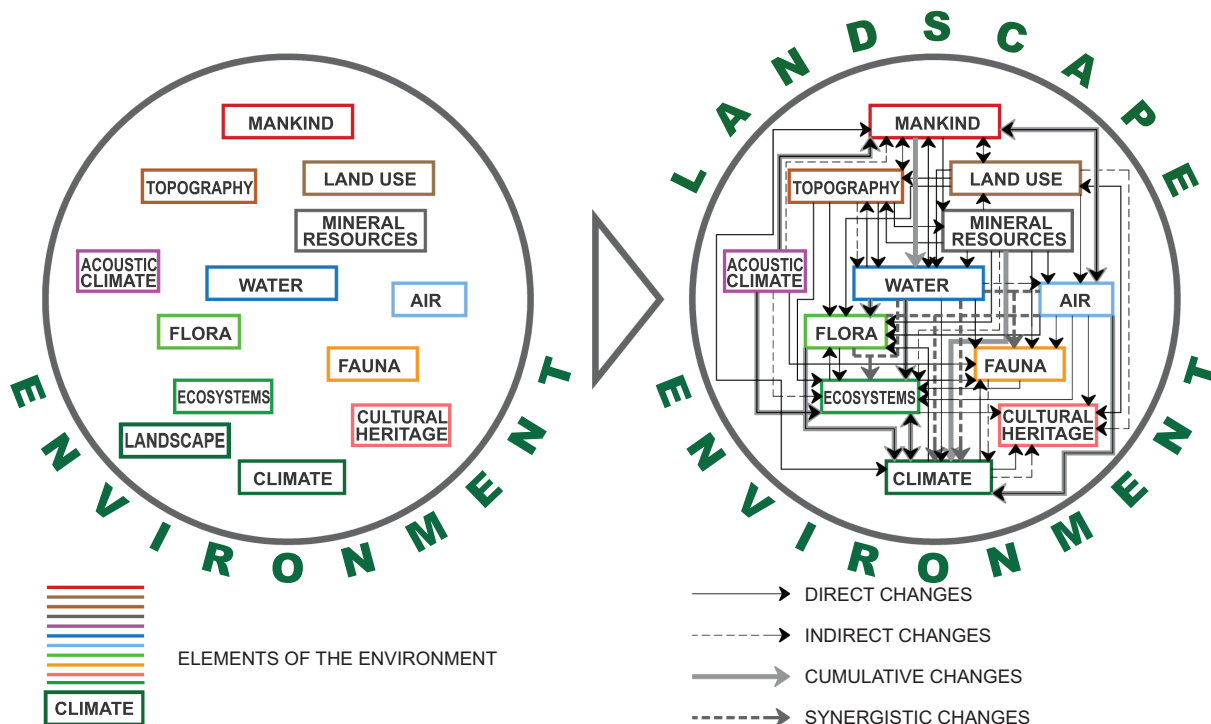 MANKIND
TOPOGRAPHY
LAND USE
MINERAL
RESOURCES
ACOUSTIC
CLIMATE
WATER
AIR
FLORA
FAUNA
ECOSYSTEMS
CULTURAL
HERITAGE
LANDSCAPE
CLIMATE
ENVIRONMENT
ELEMENTS OF THE ENVIRONMENT
CLIMATE
LANDSCAPE
MANKIND
TOPOGRAPHY
LAND USE
MINERAL
RESOURCES
ACOUSTIC
CLIMATE
WATER
AIR
FLORA
FAUNA
ECOSYSTEMS
CULTURAL
HERITAGE
CLIMATE
ENVIRONMENT
DIRECT CHANGES
INDIRECT CHANGES
CUMULATIVE CHANGES
SYNERGISTIC CHANGES